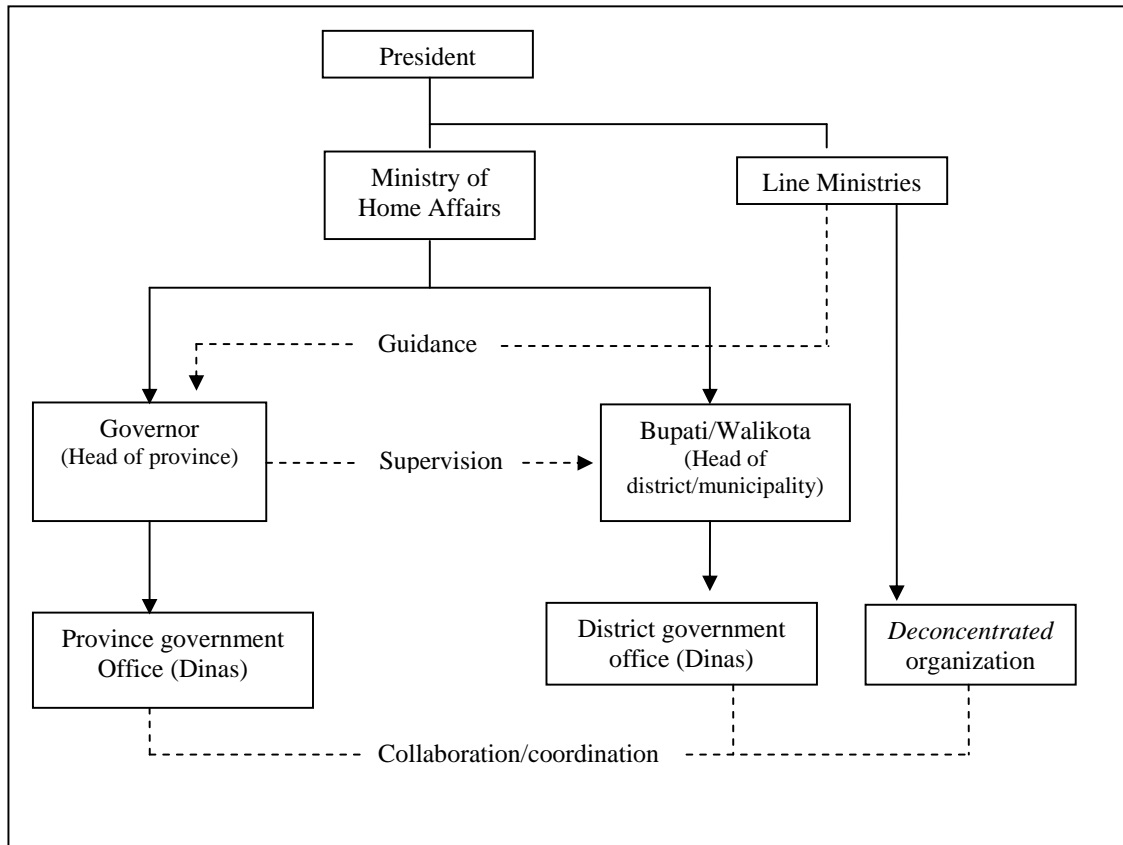 President
Ministry of
Home Affairs
Line Ministries
Guidance
Governor
(Head of province)
Supervision
Bupati/Walikota
(Head of
district/municipality)
Province government
Office (Dinas)
District government
office (Dinas)
Deconcentrated
organization
Collaboration/coordination